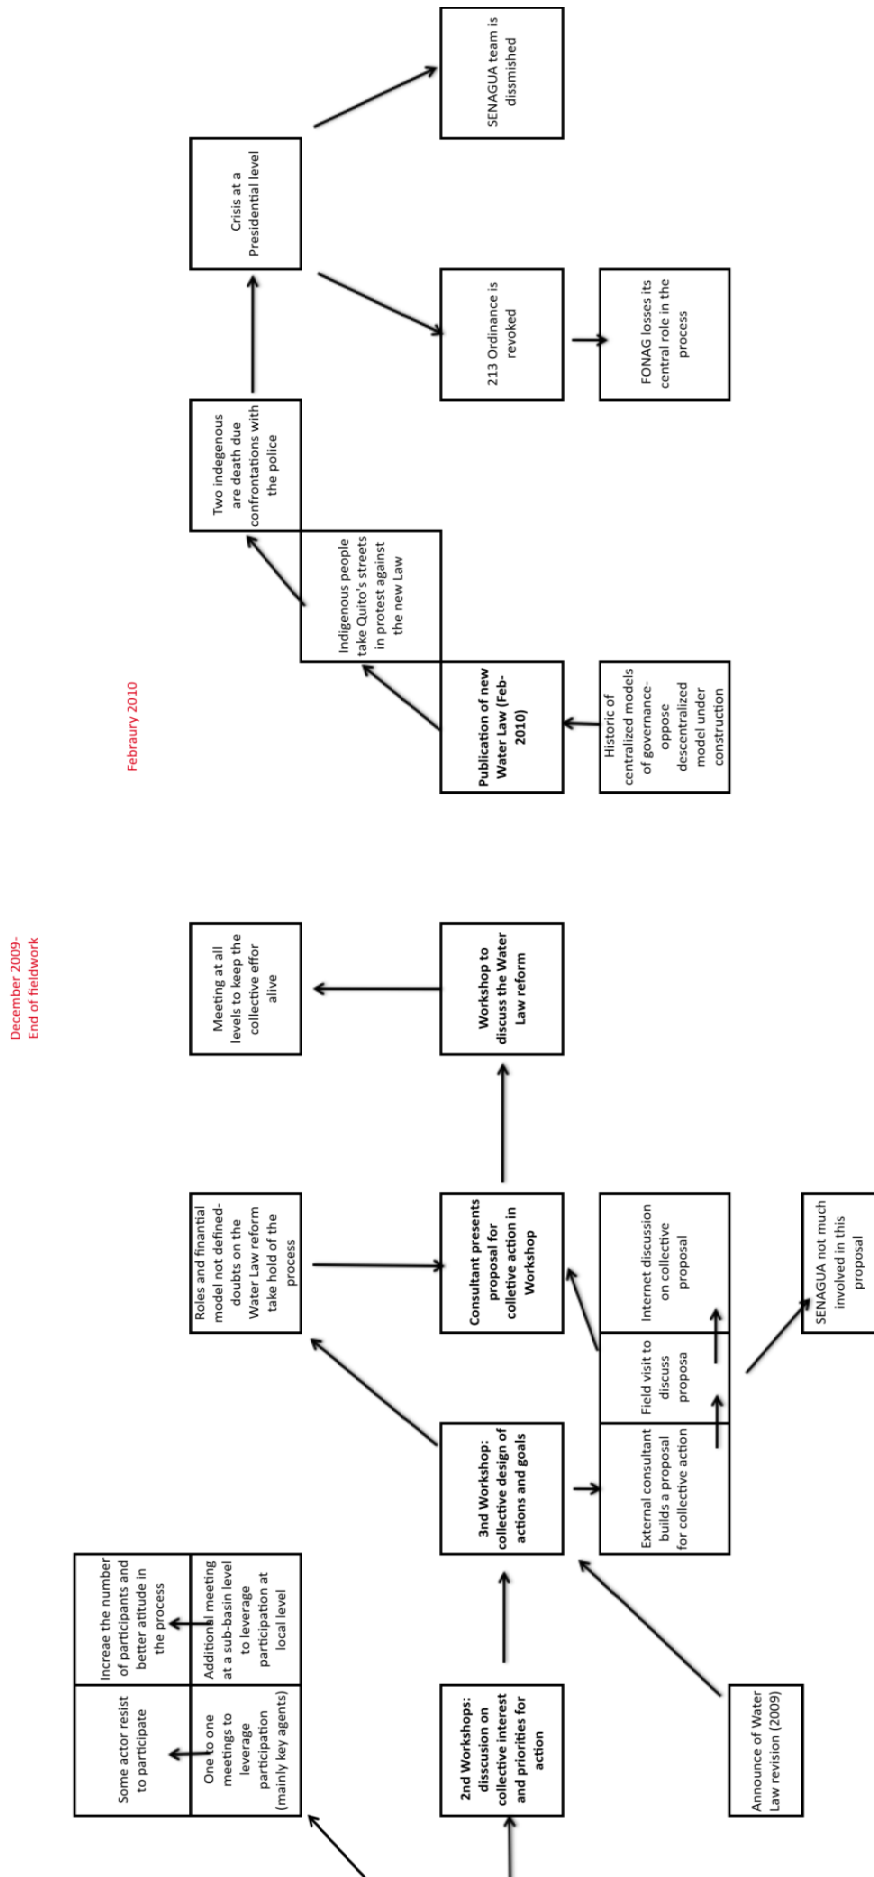 December 2009-
End of fieldwork
Febraury 2010
Some actor resist
to participate
Increae the number
of participants and
better atitude in
the process
One to one
meetings to
leverage
participation
(mainly key agents)
Additional meeting
at a sub-basin level
to leverage
participation at
local level
Roles and finantial
model not defined-
doubts on the
Water Law reform
take hold of the
process
Meeting at all
levels to keep the
collective effor
alive
Two indegenous
are death due
confrontations with
the police
Crisis at a
Presidential level
Indigenous people
take Quito's streets
in protest against
the new Law
2nd Workshops:
disscusion on
collective interest
and priorities for
action
3nd Workshop:
collective design of
actions and goals
Consultant presents
proposal for
colletive action in
Workshop
Workshop to
discuss the Water
Law reform
Publication of new
Water Law (Feb-
2010)
213 Ordinance is
revoked
SENAGUA team is
dissmished
External consultant
builds a proposal
for collective action
Field visit to
discuss
proposa
Internet discussion
on collective
proposal
Historic of
centralized models
of governance-
oppose
descentralized
model under
construction
FONAG losses its
central role in the
process
Announce of Water
Law revision (2009)
SENAGUA not much
involved in this
proposal